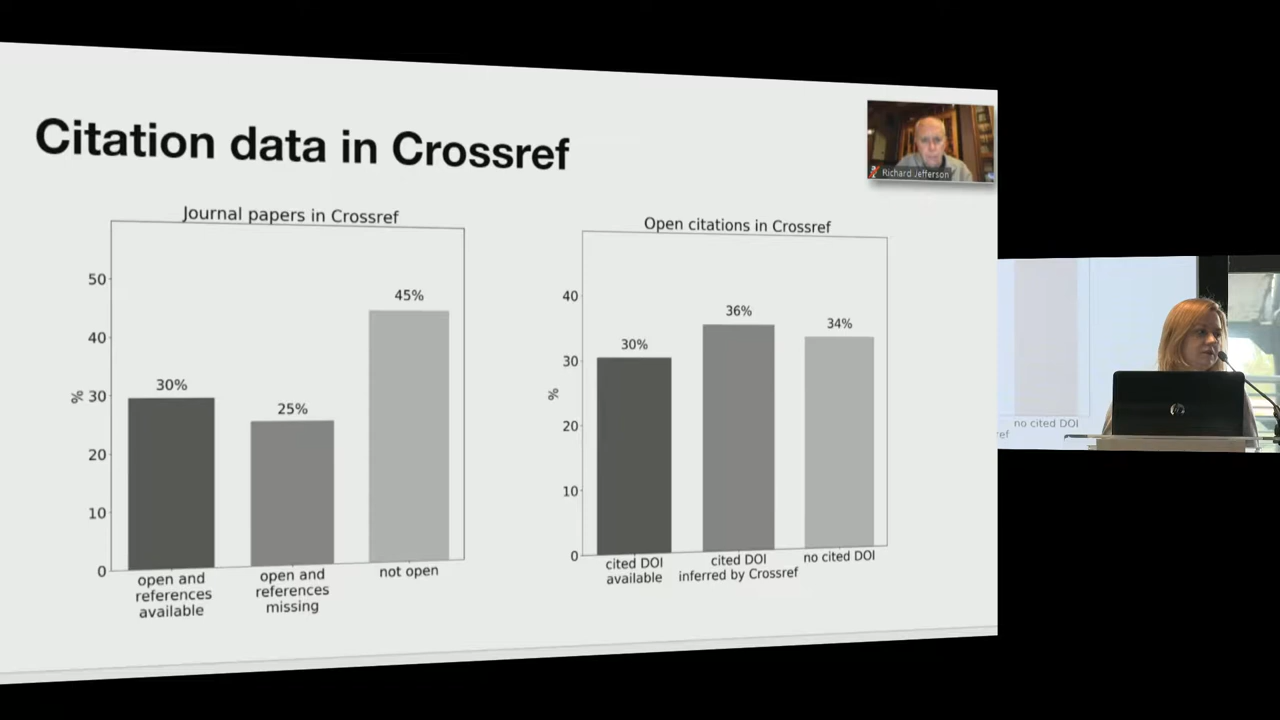 Citation data in Crossref
Richard Jefferson
Journal papers in Crossref
%
50
40
30
20
10
0
30%
25%
45%
open and
references
available
open and
references
missing
not open
Open citations in Crossref
%
40
30
20
10
0
30%
36%
34%
cited DOI
available
cited DOI
inferred by Crossref
no cited DOI
no cited DOI
ref
hp